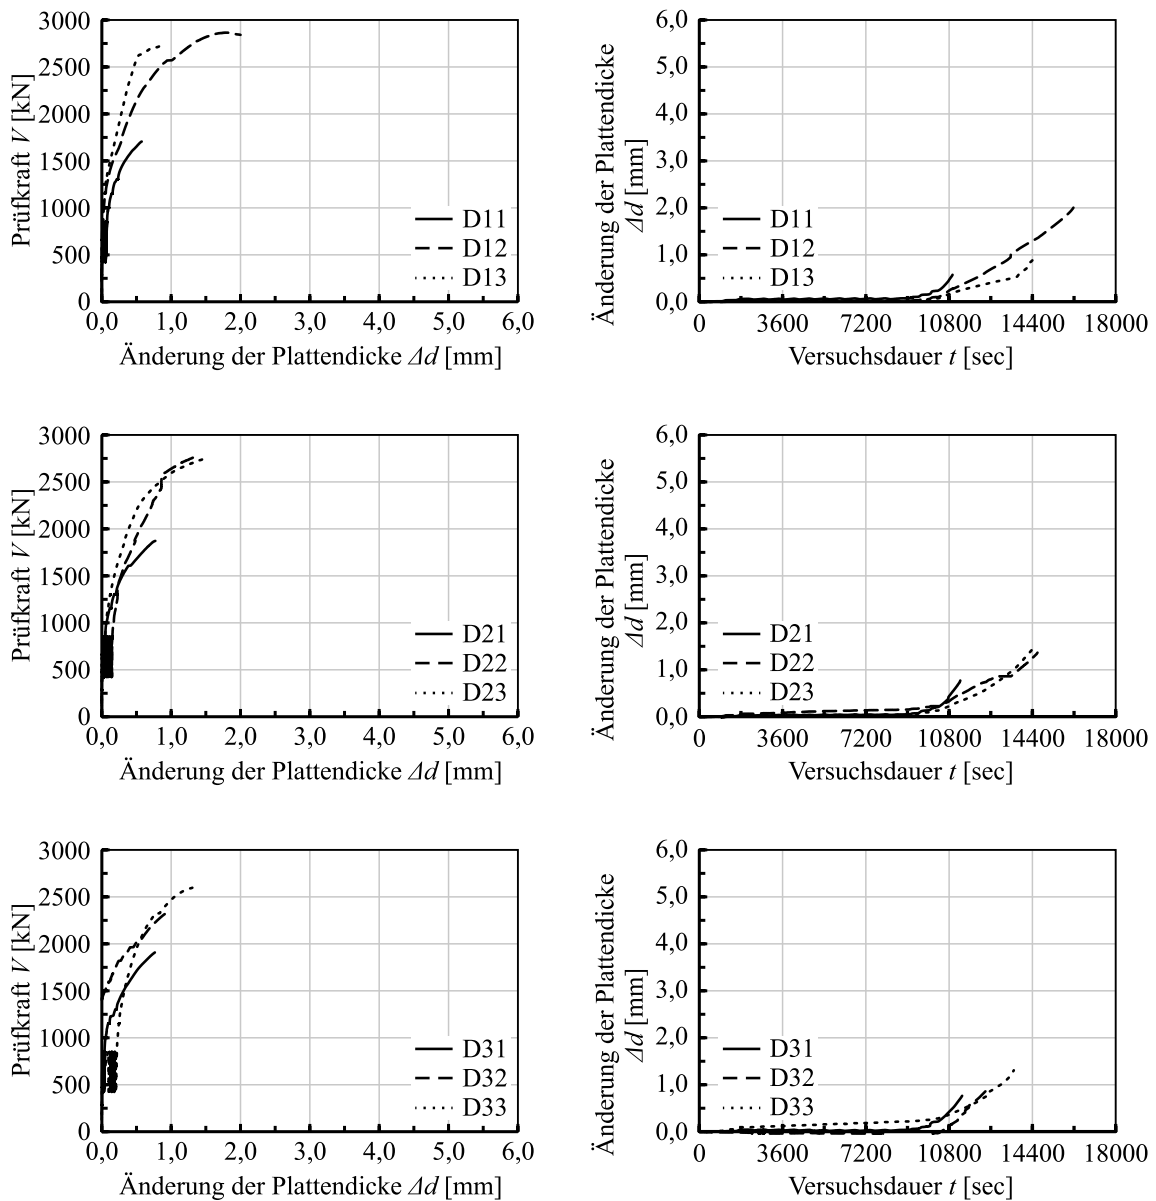 3000
2500
2000
1500
1000
500
0
Prüfkraft V [kN]
0,0 1,0 2,0 3,0 4,0 5,0 6,0
Änderung der Plattendicke Δd [mm]
D11
D12
D13
6,0
5,0
4,0
3,0
2,0
1,0
0,0
Änderung der Plattendicke
Δd [mm]
0 3600 7200 10800 14400 18000
Versuchsdauer t [sec]
D11
D12
D13
3000
2500
2000
1500
1000
500
0
Prüfkraft V [kN]
0,0 1,0 2,0 3,0 4,0 5,0 6,0
Änderung der Plattendicke Δd [mm]
D21
D22
D23
6,0
5,0
4,0
3,0
2,0
1,0
0,0
Änderung der Plattendicke
Δd [mm]
0 3600 7200 10800 14400 18000
Versuchsdauer t [sec]
D21
D22
D23
3000
2500
2000
1500
1000
500
0
Prüfkraft V [kN]
0,0 1,0 2,0 3,0 4,0 5,0 6,0
Änderung der Plattendicke Δd [mm]
D31
D32
D33
6,0
5,0
4,0
3,0
2,0
1,0
0,0
Änderung der Plattendicke
Δd [mm]
0 3600 7200 10800 14400 18000
Versuchsdauer t [sec]
D31
D32
D33